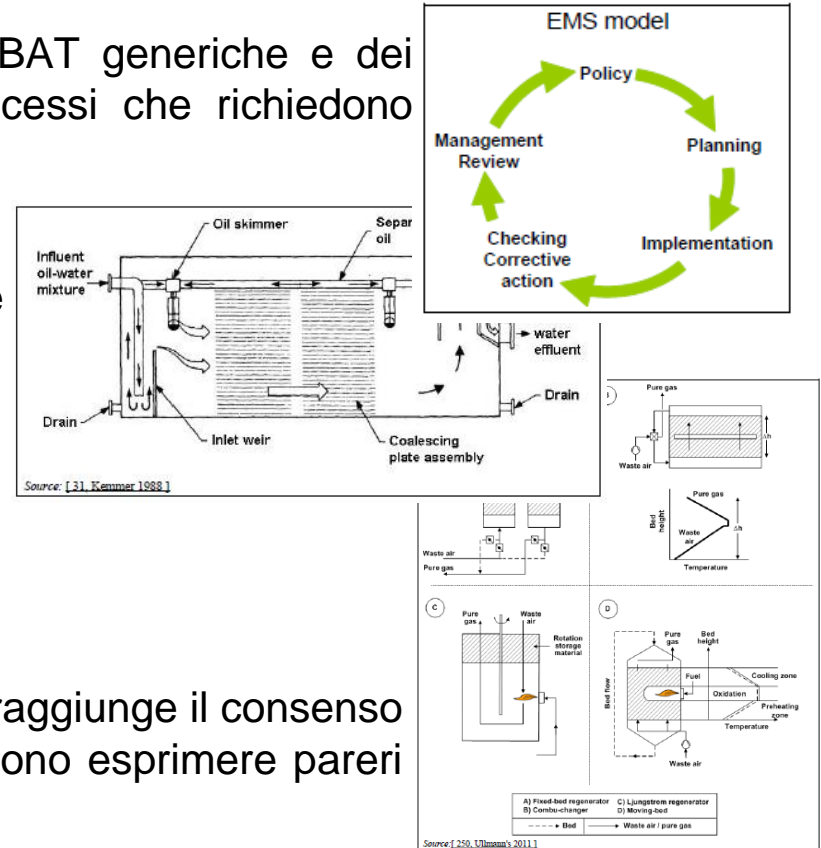 BAT generiche e dei
cessi che richiedono
e
raggiunge il consenso
ono esprimere pareri
EMS model
Policy
Planning
Implementation
Checking
Corrective
action
Management
Review
Oil skimmer
oil
Influent
oil-water
mixture
water
effluent
Drain
Drain
Inlet weir
Coalescing
plate assembly
Source: [ 31, Kemmer 1988 ]
Pure gas
Δh
Waste air
Pure gas
Bed
height
Waste
air
Δh
Temperature
Waste air
Pure gas
C
Pure
gas
Waste
air
Rotation
storage
material
D
Pure
gas
Bed
height
Fuel
Cooling zone
Oxidation
Preheating
zone
Temperature
Bed flow
Waste air
A) Fixed-bed regenerator C) Ljungstrom regenerator
B) Combu-changer D) Moving-bed
Bed
Waste air / pure gas
Source:[ 250, Ullmann's 2011 ]